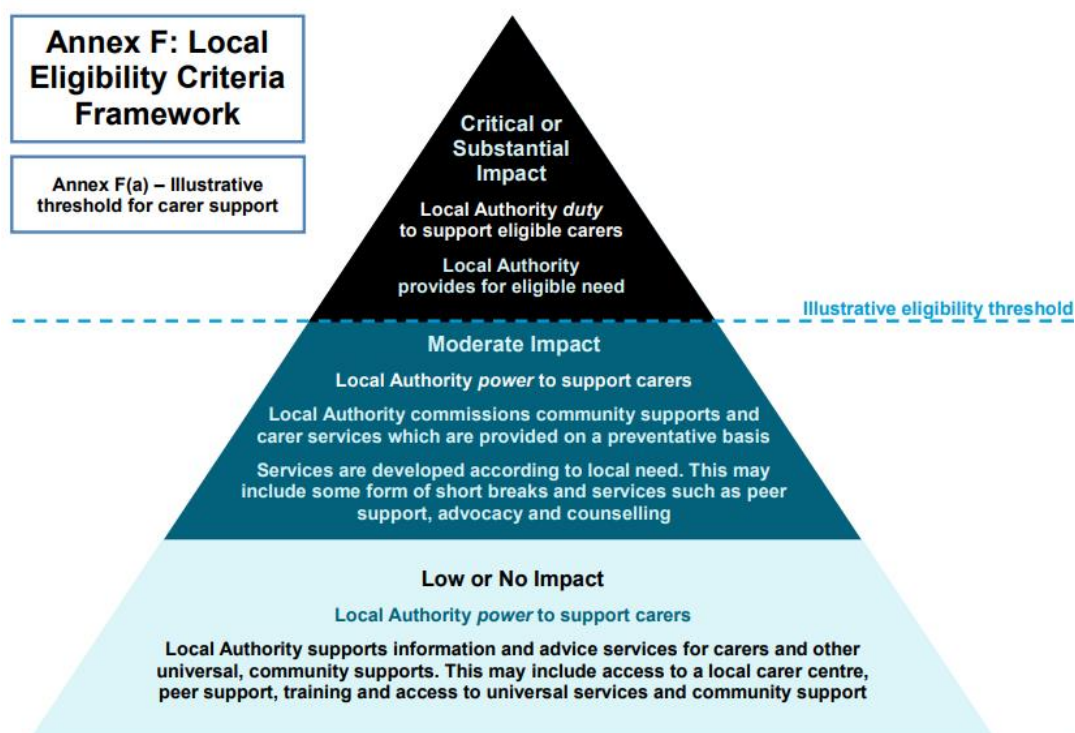 Annex F: Local
Eligibility Criteria
Framework
Annex F(a) – Illustrative
threshold for carer support
Critical or
Substantial
Impact
Local Authority duty
to support eligible carers
Local Authority
provides for eligible need
Illustrative eligibility threshold
Moderate Impact
Local Authority power to support carers
Local Authority commissions community supports and
carer services which are provided on a preventative basis
Services are developed according to local need. This may
include some form of short breaks and services such as peer
support, advocacy and counselling
Low or No Impact
Local Authority power to support carers
Local Authority supports information and advice services for carers and other
universal, community supports. This may include access to a local carer centre,
peer support, training and access to universal services and community support